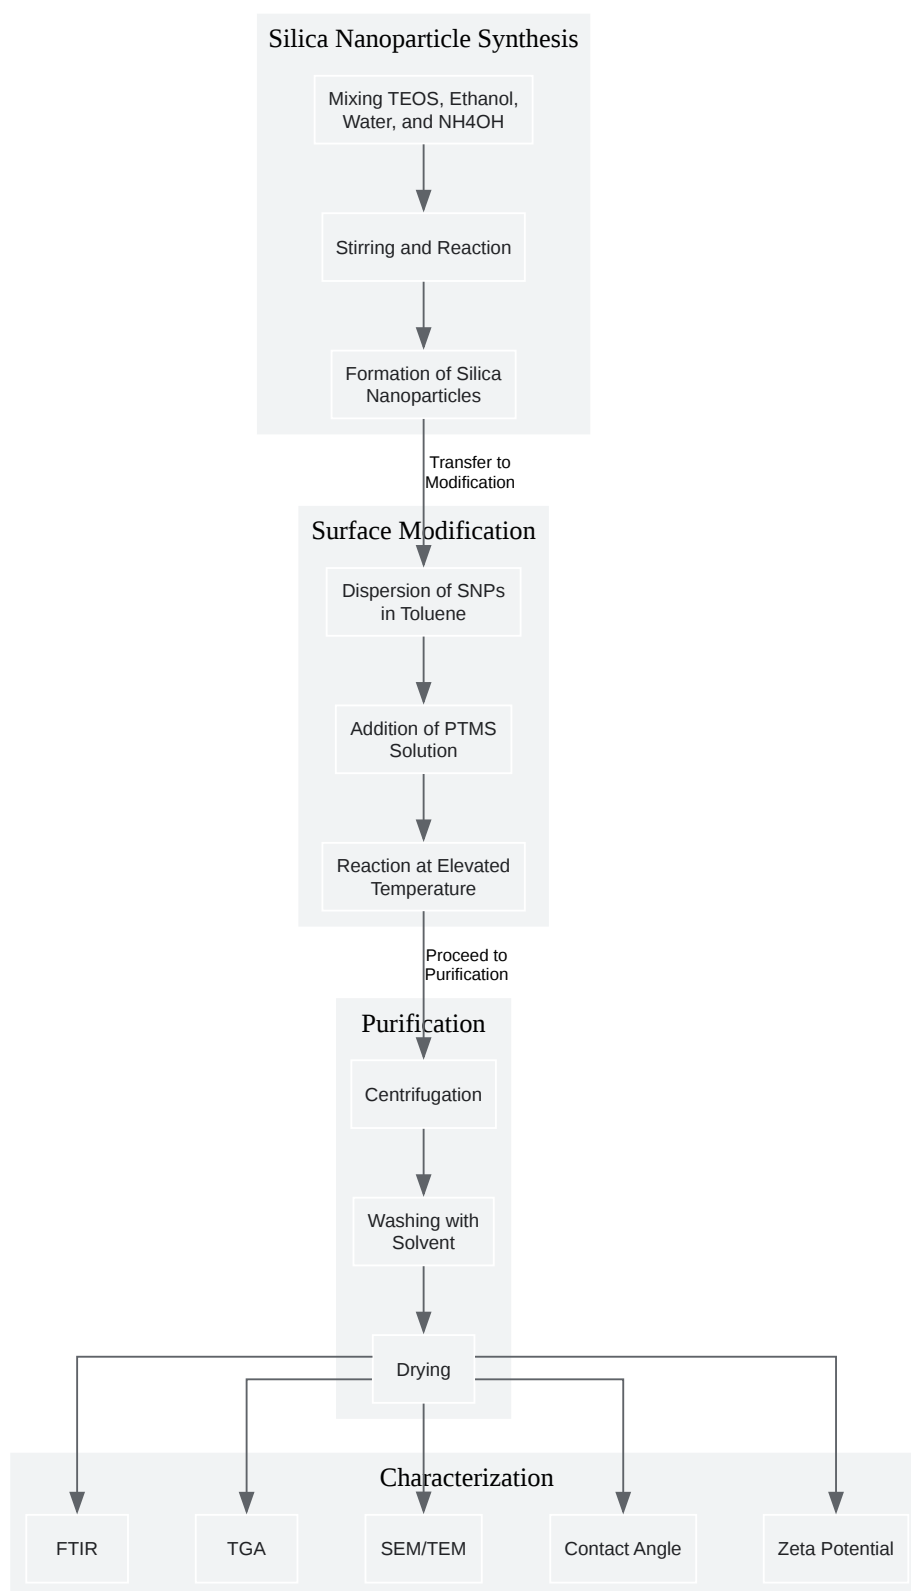 Silica Nanoparticle Synthesis
Mixing TEOS, Ethanol,
Water, and NH4OH
Stirring and Reaction
Formation of Silica
Nanoparticles
Transfer to
Modification
Surface Modification
Dispersion of SNPs
in Toluene
Addition of PTMS
Solution
Reaction at Elevated
Temperature
Proceed to
Purification
Purification
Centrifugation
Washing with
Solvent
Drying
Characterization
FTIR
TGA
SEM/TEM
Contact Angle
Zeta Potential